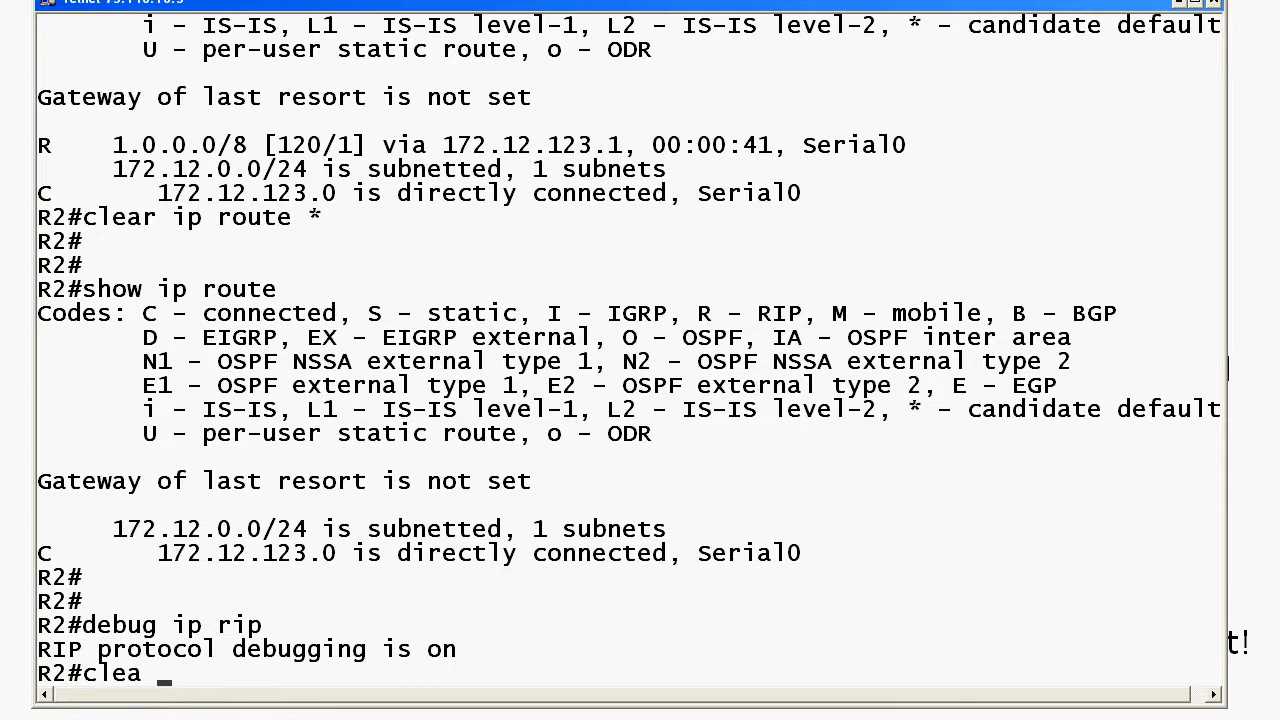 i - IS-IS, L1 - IS-IS level-1, L2 - IS-IS level-2, * - candidate default
U - per-user static route, o - ODR
Gateway of last resort is not set
R 1.0.0.0/8 [120/1] via 172.12.123.1, 00:00:41, Serial0
172.12.0.0/24 is subnetted, 1 subnets
C 172.12.123.0 is directly connected, Serial0
R2#clear ip route *
R2#
R2#
R2#show ip route
Codes: C - connected, S - static, I - IGRP, R - RIP, M - mobile, B - BGP
D - EIGRP, EX - EIGRP external, O - OSPF, IA - OSPF inter area
N1 - OSPF NSSA external type 1, N2 - OSPF NSSA external type 2
E1 - OSPF external type 1, E2 - OSPF external type 2, E - EGP
i - IS-IS, L1 - IS-IS level-1, L2 - IS-IS level-2, * - candidate default
U - per-user static route, o - ODR
Gateway of last resort is not set
172.12.0.0/24 is subnetted, 1 subnets
C 172.12.123.0 is directly connected, Serial0
R2#
R2#
R2#debug ip rip
RIP protocol debugging is on
R2#clea _
t!